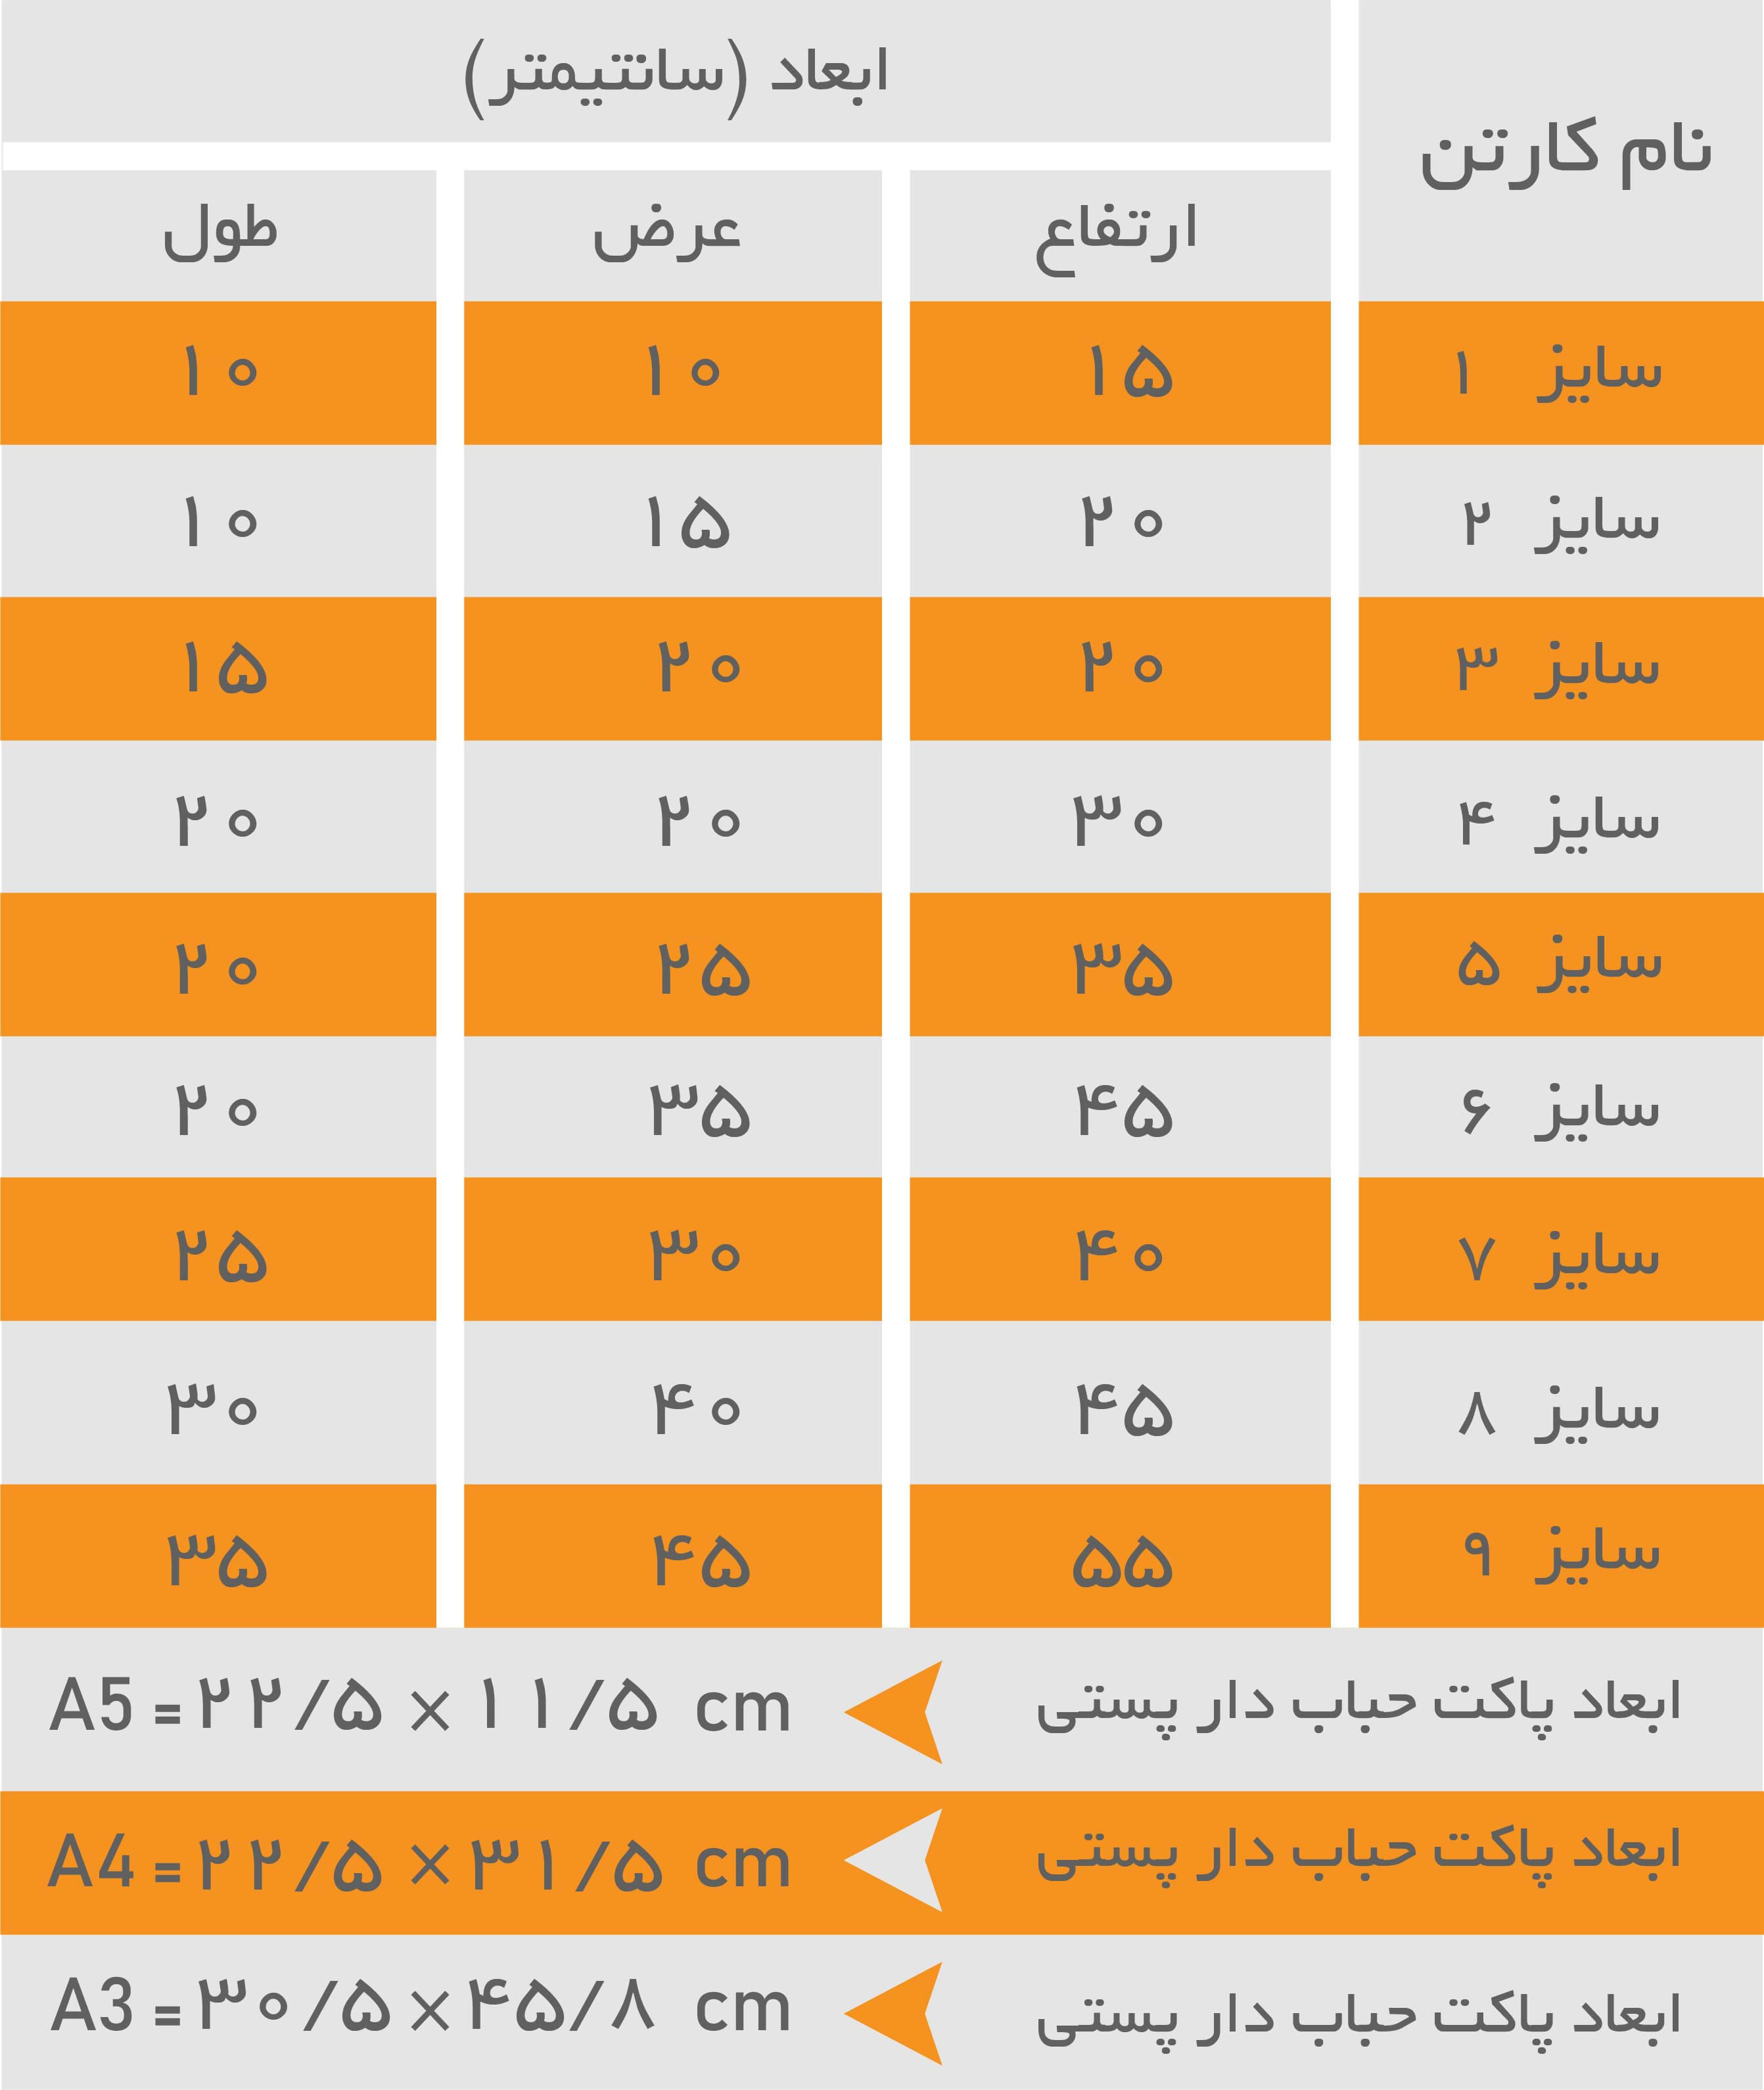 نام کارتن
ابعاد (سانتیمتر)
ارتفاع عرض طول
سایز ۱ ۱۵ ۱۰ ۱۰
سایز ۲ ۲۰ ۱۵ ۱۰
سایز ۳ ۲۰ ۲۰ ۱۵
سایز ۴ ۳۰ ۲۰ ۲۰
سایز ۵ ۳۵ ۲۵ ۲۰
سایز ۶ ۴۵ ۳۵ ۲۰
سایز ۷ ۴۰ ۳۰ ۲۵
سایز ۸ ۴۵ ۴۰ ۳۰
سایز ۹ ۵۵ ۴۵ ۳۵
ابعاد پاکت حباب دار پستی A5 = ۲۲/۵ × ۱۱/۵ cm
ابعاد پاکت حباب دار پستی A4 = ۲۲/۵ × ۳۱/۵ cm
ابعاد پاکت حباب دار پستی A3 = ۳۰/۵ × ۴۵/۸ cm